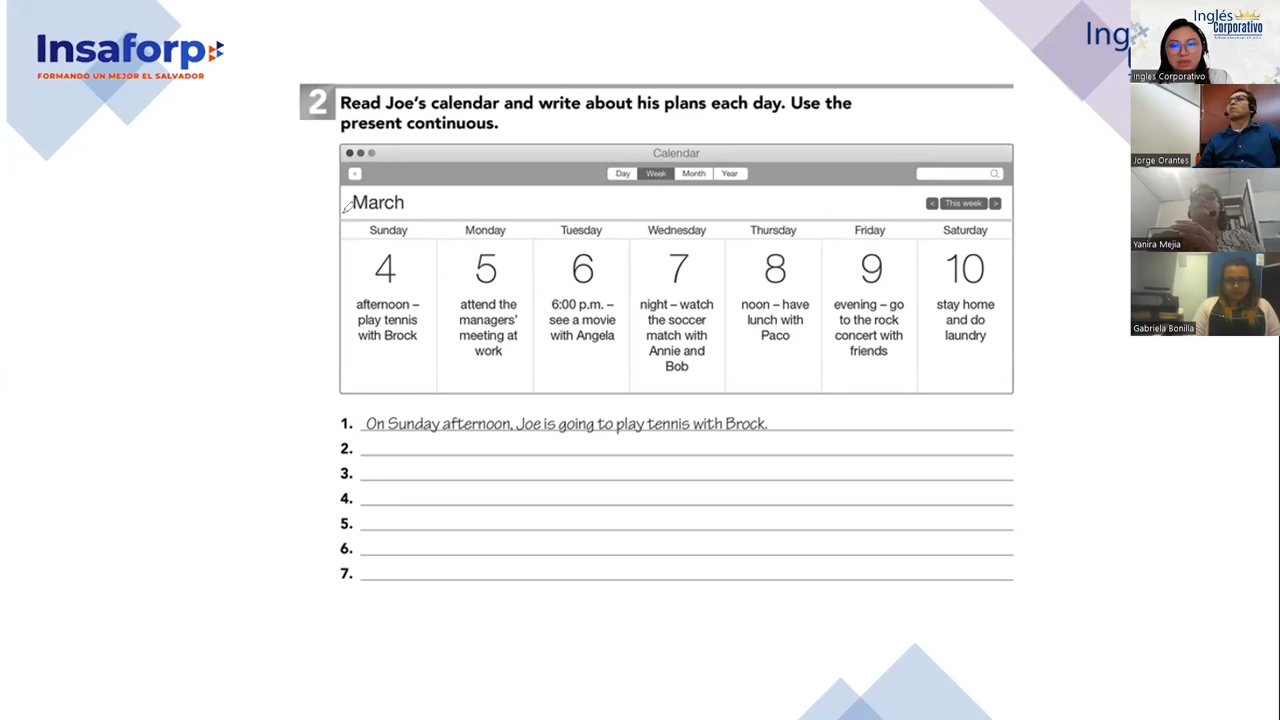 Insaforp
FORMANDO UN MEJOR EL SALVADOR
Ing
Inglés
Corporativo
Ingles Corporativo
Jorge Orantes
Yanira Mejia
Gabriela Bonilla
2 Read Joe's calendar and write about his plans each day. Use the
present continuous.
Calendar
+
Day Week Month Year
March
< This week >
Sunday Monday Tuesday Wednesday Thursday Friday Saturday
4 5 6 7 8 9 10
afternoon – attend the 6:00 p.m. – night – watch noon – have evening – go stay home
play tennis managers' see a movie the soccer lunch with to the rock and do
with Brock meeting at with Angela match with Paco concert with laundry
work Annie and friends
Bob
1. On Sunday afternoon, Joe is going to play tennis with Brock.
2.
3.
4.
5.
6.
7.